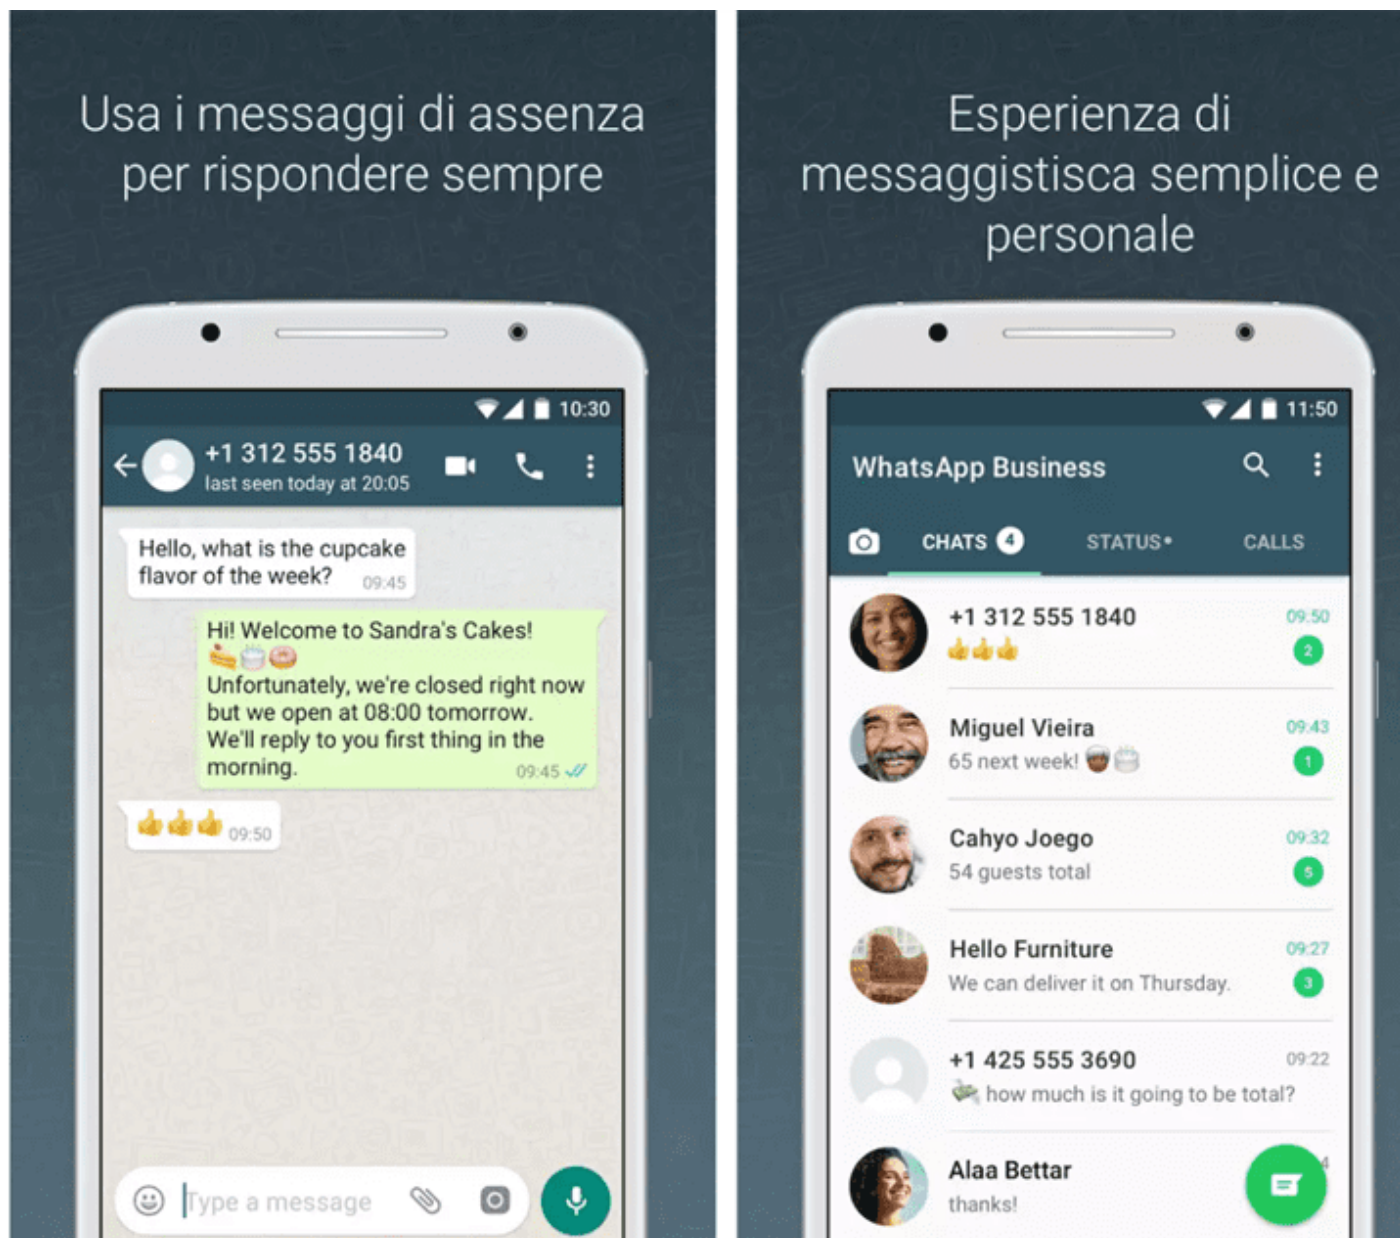 Usa i messaggi di assenza
per rispondere sempre
10:30
+1 312 555 1840
last seen today at 20:05
Hello, what is the cupcake
flavor of the week? 09:45
Hi! Welcome to Sandra's Cakes!
🍰🎂🍩
Unfortunately, we're closed right now
but we open at 08:00 tomorrow.
We'll reply to you first thing in the
morning. 09:45
👍👍👍 09:50
Type a message
Esperienza di
messaggistisca semplice e
personale
11:50
WhatsApp Business
CHATS 4 STATUS• CALLS
+1 312 555 1840 09:50
👍👍👍 2
Miguel Vieira 09:43
65 next week! 1
Cahyo Joego 09:32
54 guests total 5
Hello Furniture 09:27
We can deliver it on Thursday. 3
+1 425 555 3690 09:22
💸 how much is it going to be total?
Alaa Bettar
thanks!